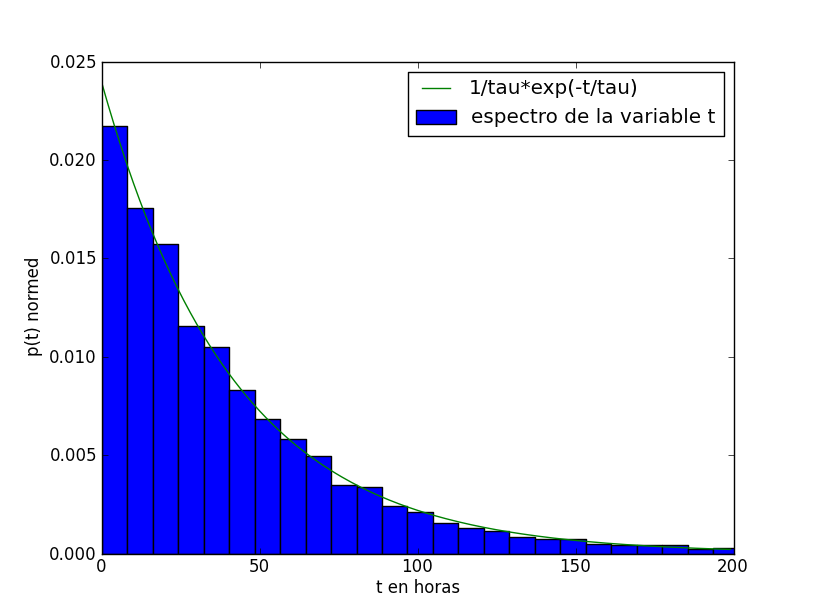 0.025
1/tau*exp(-t/tau)
espectro de la variable t
0.020
0.015
p(t) normed
0.010
0.005
0.000
0 50 100 150 200
t en horas